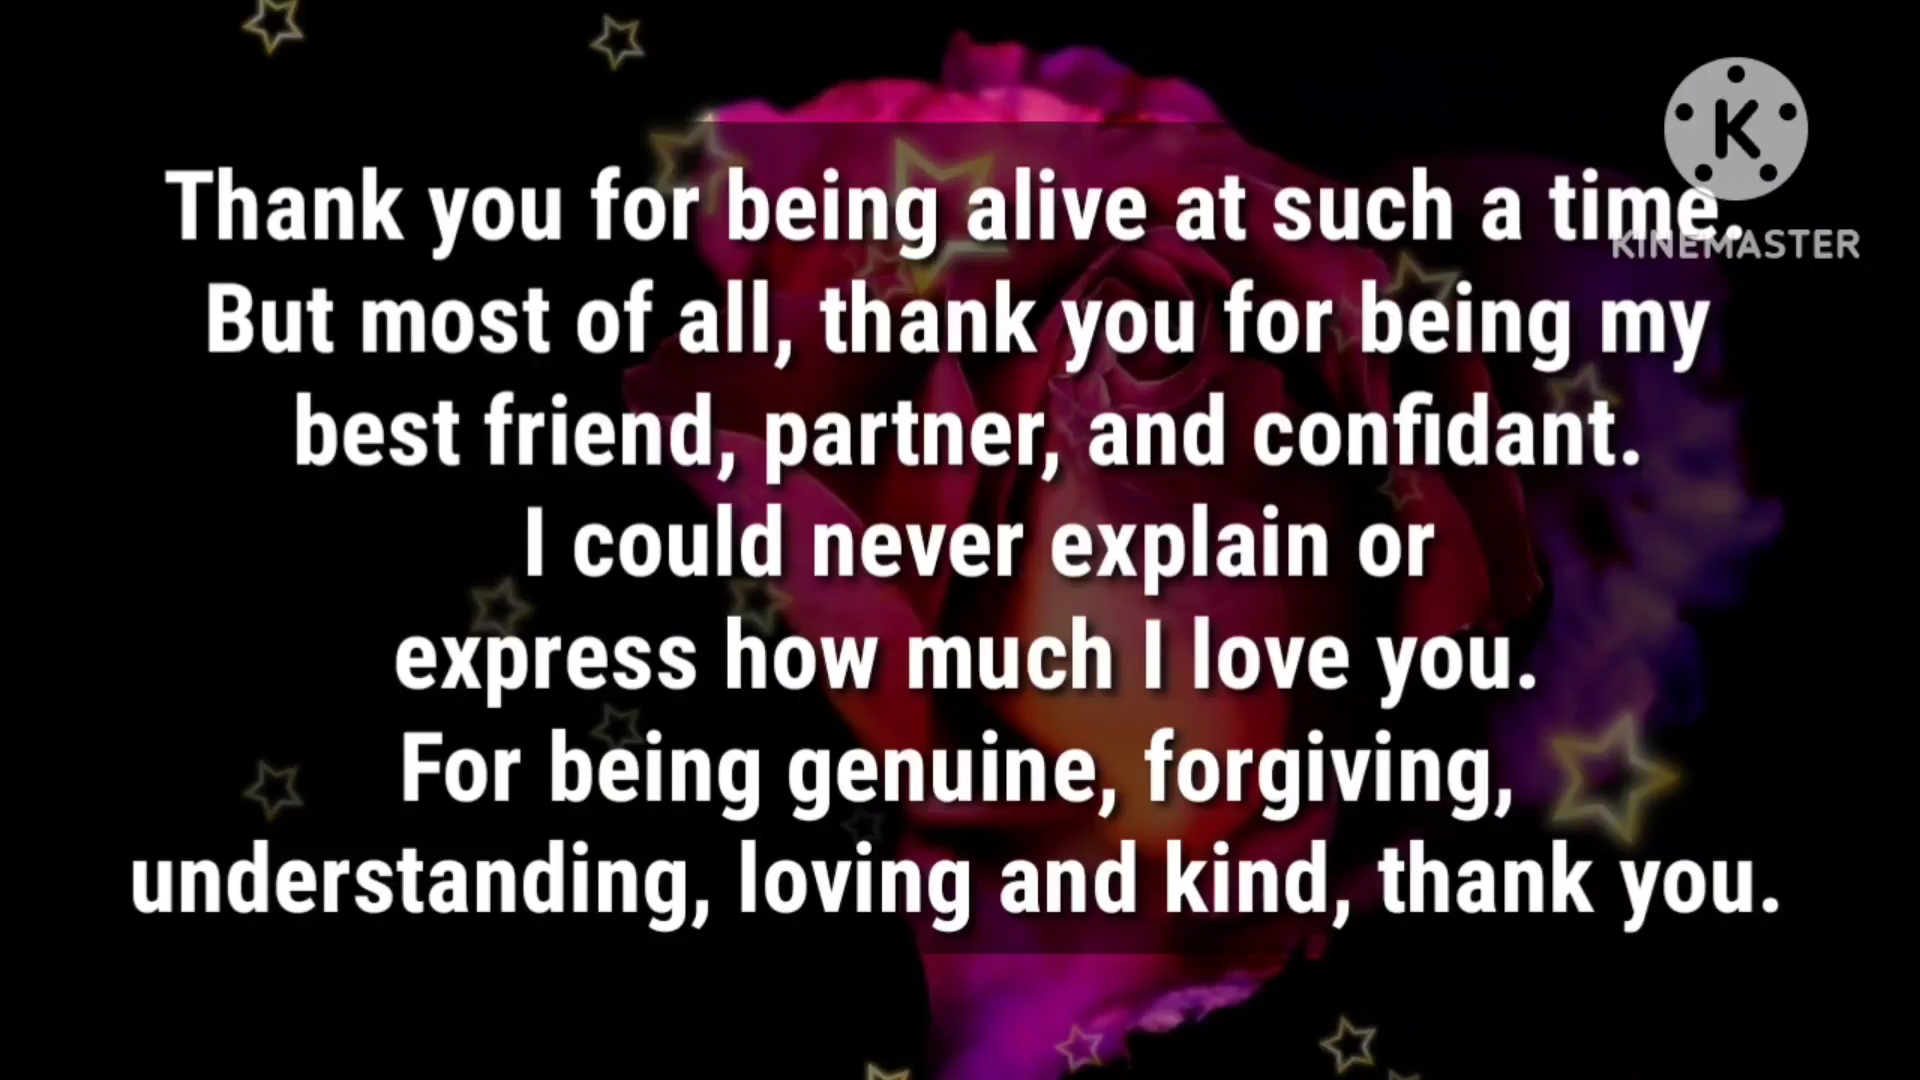 Thank you for being alive at such a time.
But most of all, thank you for being my
best friend, partner, and confidant.
I could never explain or
express how much I love you.
For being genuine, forgiving,
understanding, loving and kind, thank you.
K
KINEMASTER